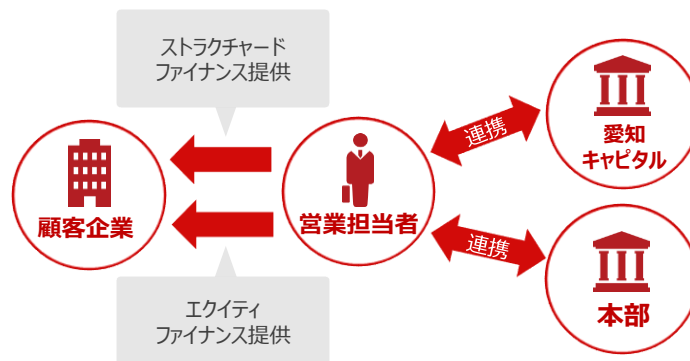 ストラクチャード
ファイナンス提供
顧客企業
営業担当者
連携
愛知
キャピタル
連携
本部
エクイティ
ファイナンス提供